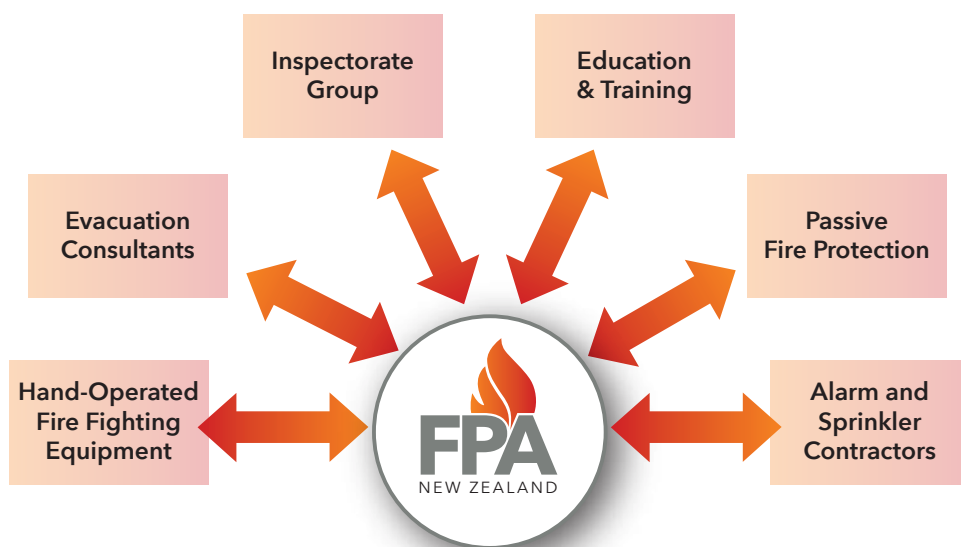 Inspectorate
Group
Education
& Training
Evacuation
Consultants
Passive
Fire Protection
Hand-Operated
Fire Fighting
Equipment
Alarm and
Sprinkler
Contractors
FPA
NEW ZEALAND